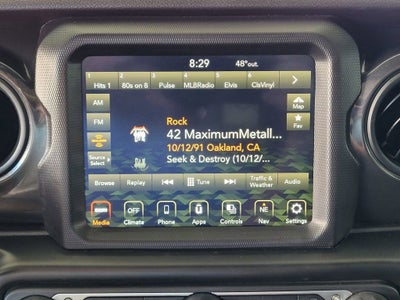 8:29 48°out.
1 2 3 4 5 6
Hits 1 80s on 8 Pulse MLBRadio Elvis ClsVinyl
AM
Map
FM
Fav
Rock
42 MaximumMetall...
10/12/91 Oakland, CA
Source Select
Seek & Destroy (10/12/...
Browse Replay Tune Traffic & Weather Audio
OFF NE
Media Climate Phone Apps Controls Nav Settings